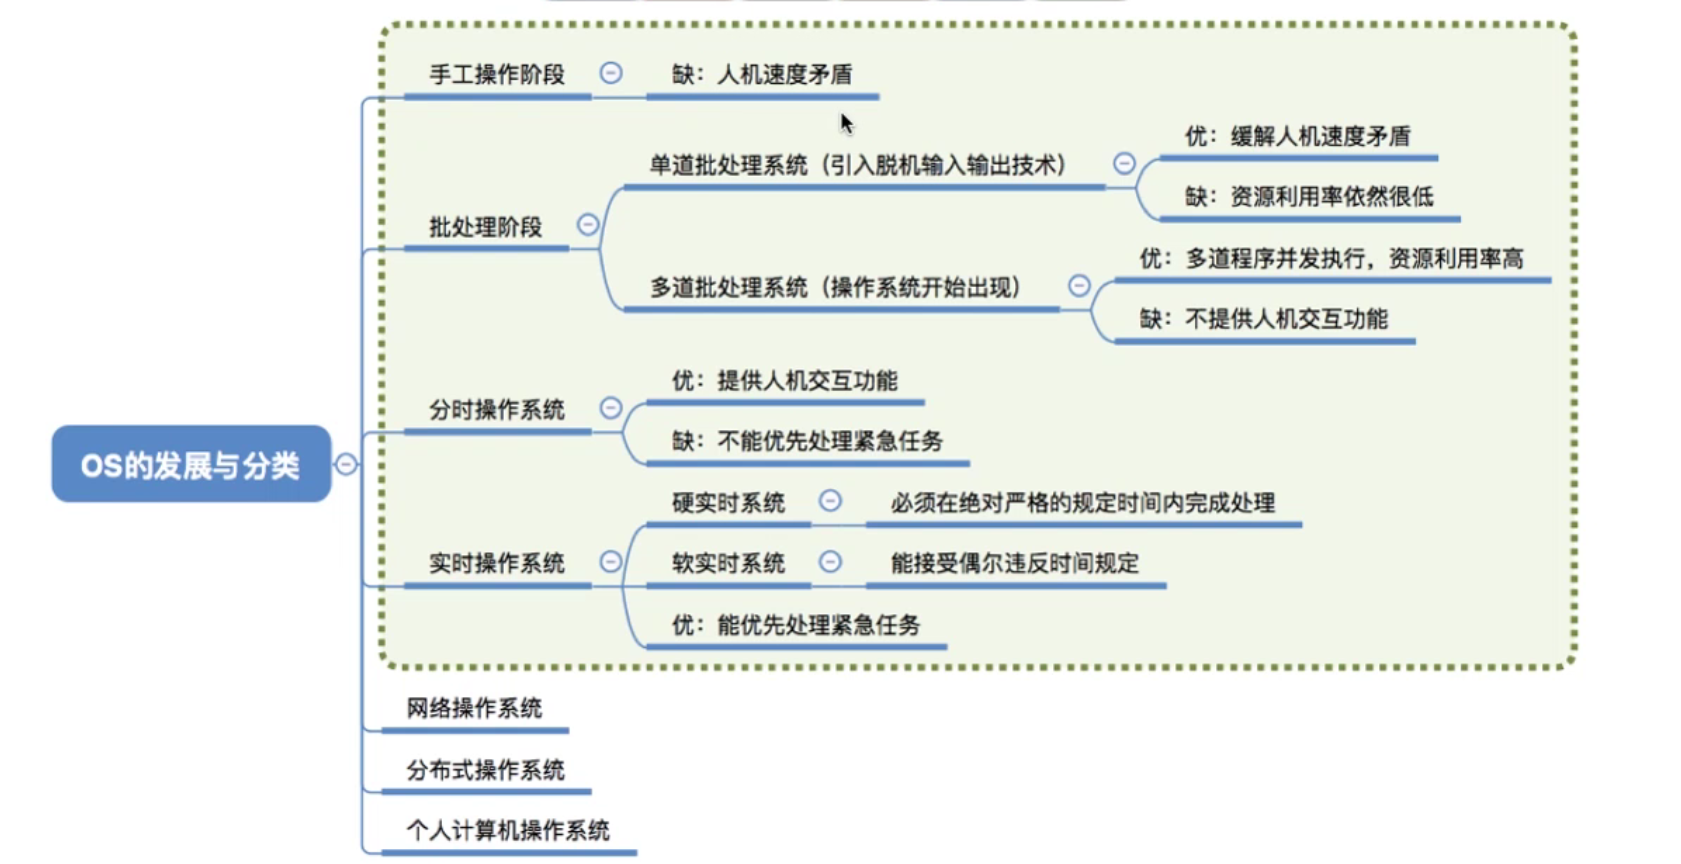 OS的发展与分类
手工操作阶段
缺：人机速度矛盾
批处理阶段
单道批处理系统（引入脱机输入输出技术）
优：缓解人机速度矛盾
缺：资源利用率依然很低
多道批处理系统（操作系统开始出现）
优：多道程序并发执行，资源利用率高
缺：不提供人机交互功能
分时操作系统
优：提供人机交互功能
缺：不能优先处理紧急任务
实时操作系统
硬实时系统
必须在绝对严格的规定时间内完成处理
软实时系统
能接受偶尔违反时间规定
优：能优先处理紧急任务
网络操作系统
分布式操作系统
个人计算机操作系统